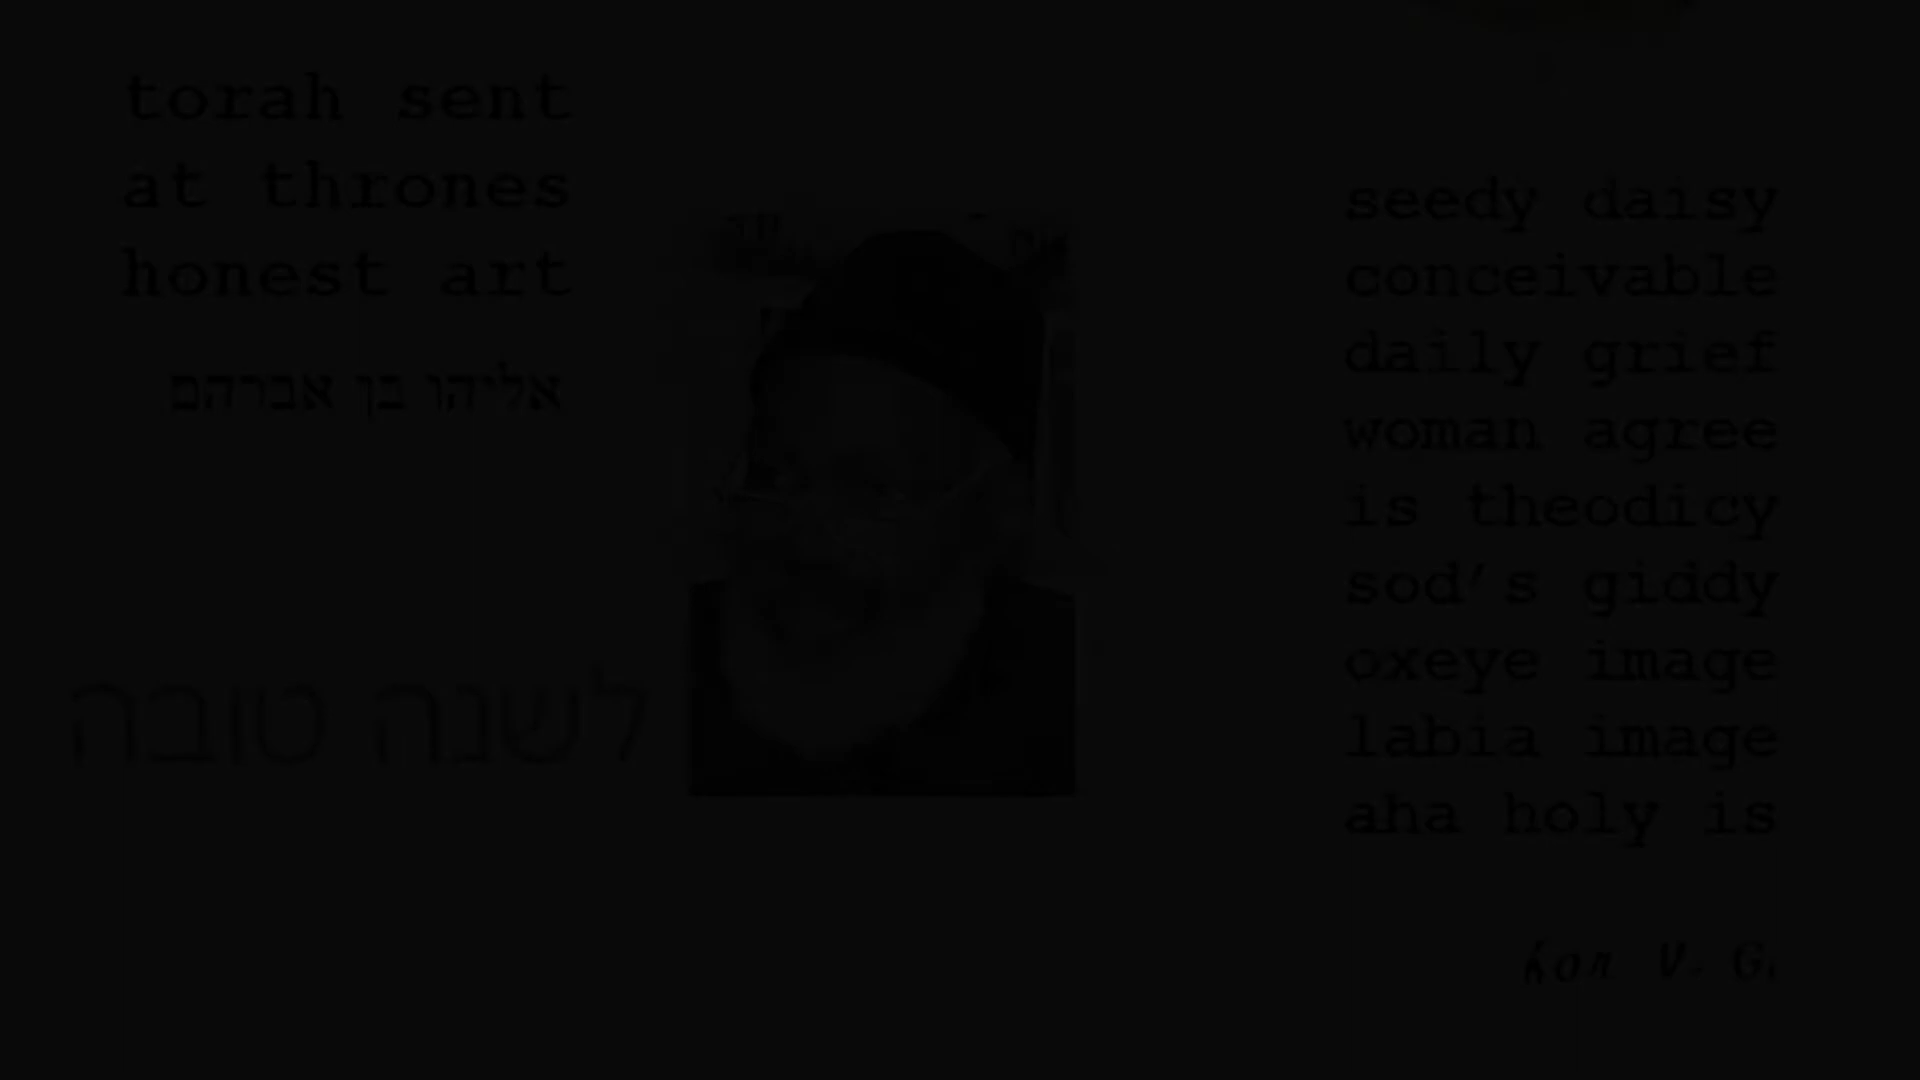 torah sent
at thrones
honest art
אליהו בן אברהם
לשנה טובה
seedy daisy
conceivable
daily grief
woman agree
is theodicy
sod's giddy
oxeye image
labia image
aha holy is